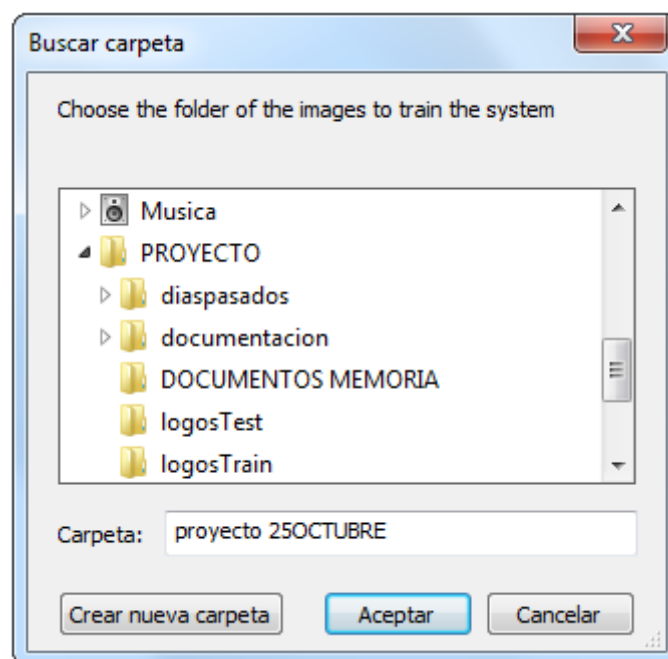 Buscar carpeta
Choose the folder of the images to train the system
Musica
PROYECTO
diaspasados
documentacion
DOCUMENTOS MEMORIA
logosTest
logosTrain
Carpeta: proyecto 25OCTUBRE
Crear nueva carpeta Aceptar Cancelar